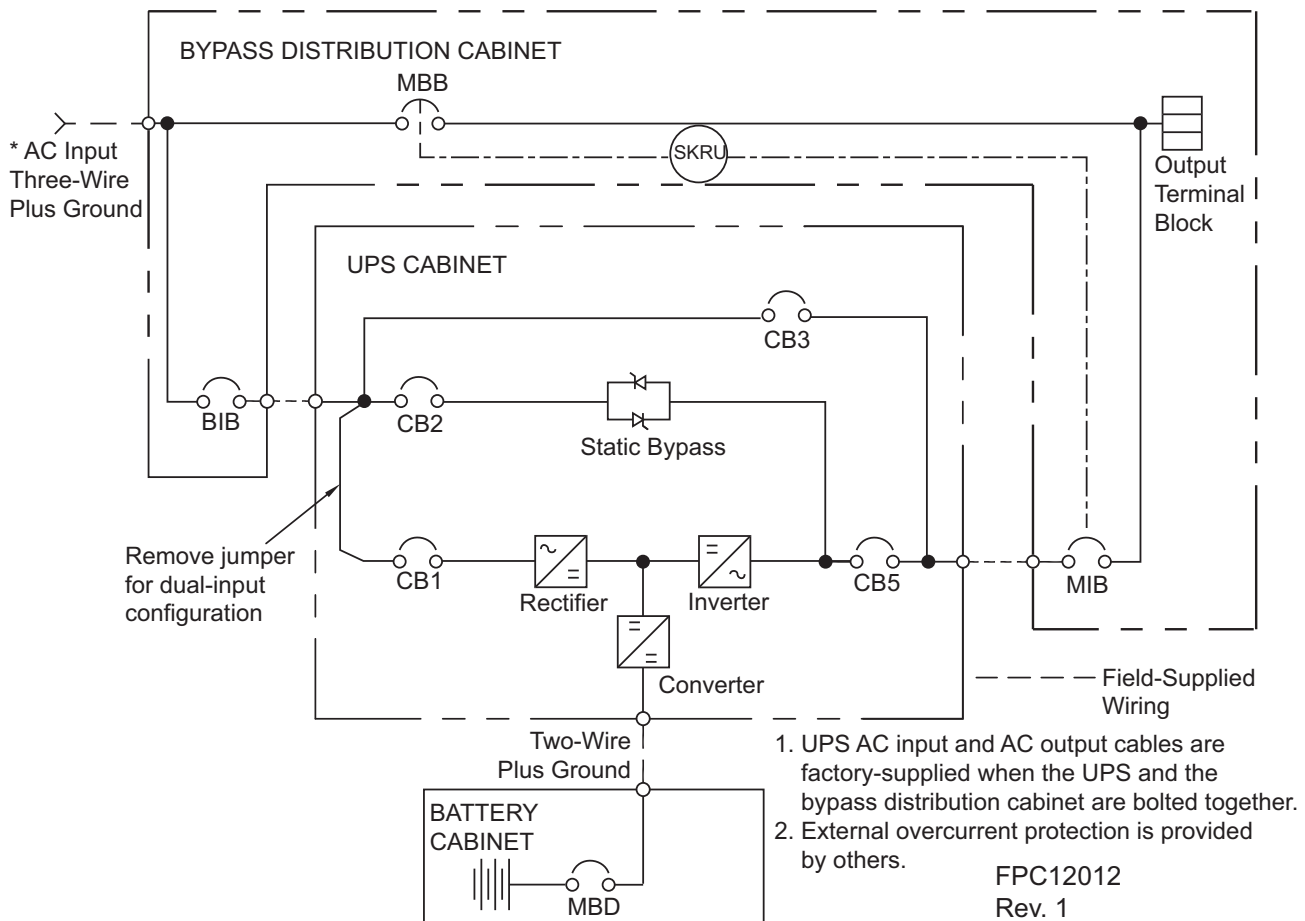 BYPASS DISTRIBUTION CABINET
MBB
* AC Input
Three-Wire
Plus Ground
SKRU
Output
Terminal
Block
UPS CABINET
CB3
BIB
CB2
Static Bypass
Remove jumper
for dual-input
configuration
CB1
Rectifier
Inverter
CB5
MIB
Converter
Field-Supplied
Wiring
Two-Wire
Plus Ground
1. UPS AC input and AC output cables are
factory-supplied when the UPS and the
bypass distribution cabinet are bolted together.
2. External overcurrent protection is provided
by others.
BATTERY
CABINET
MBD
FPC12012
Rev. 1